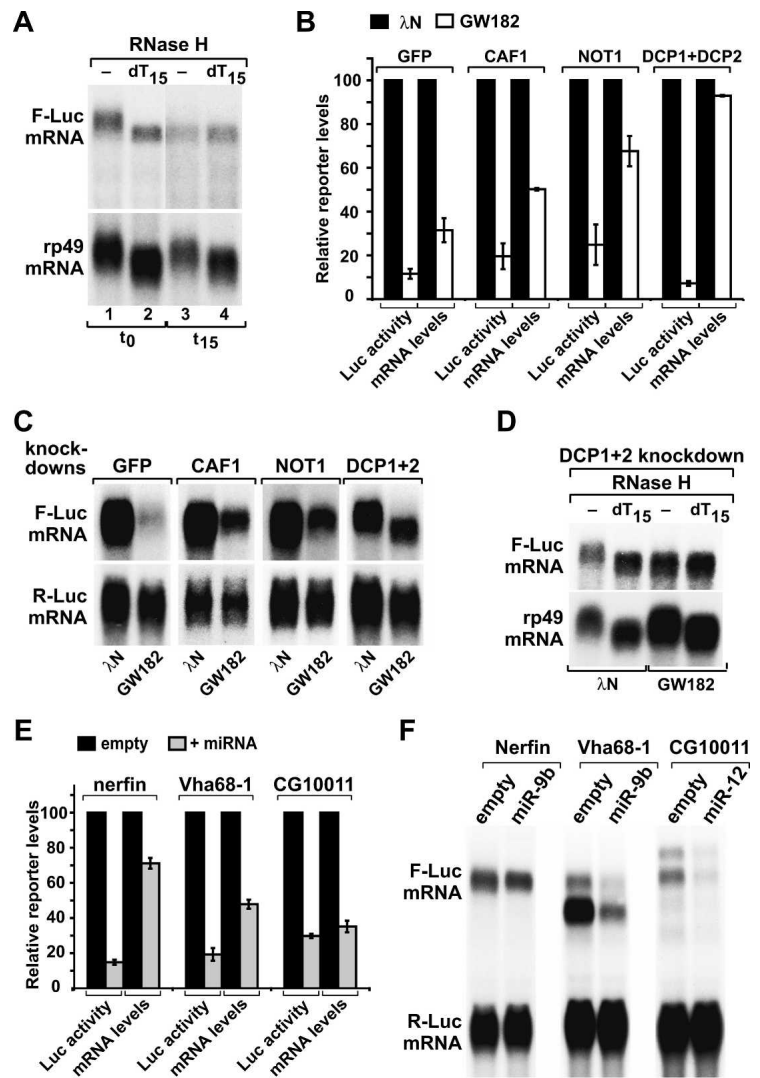 A
RNase H
– dT15 – dT15
F-Luc
mRNA
rp49
mRNA
1 2 3 4
t0 t15
B
λN GW182
GFP CAF1 NOT1 DCP1+DCP2
Relative reporter levels
100
80
60
40
20
0
Luc activity
mRNA levels
Luc activity
mRNA levels
Luc activity
mRNA levels
Luc activity
mRNA levels
C
knock-
downs
GFP CAF1 NOT1 DCP1+2
F-Luc
mRNA
R-Luc
mRNA
λN GW182 λN GW182 λN GW182 λN GW182
D
DCP1+2 knockdown
RNase H
– dT15 – dT15
F-Luc
mRNA
rp49
mRNA
λN GW182
E
empty + miRNA
nerfin Vha68-1 CG10011
Relative reporter levels
100
80
60
40
20
0
Luc activity
mRNA levels
Luc activity
mRNA levels
Luc activity
mRNA levels
F
Nerfin Vha68-1 CG10011
empty miR-9b empty miR-9b empty miR-12
F-Luc
mRNA
R-Luc
mRNA